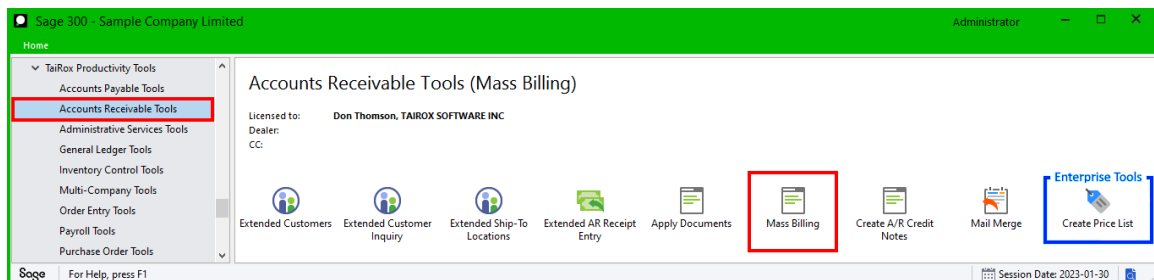 Sage 300 - Sample Company Limited
Administrator
Home
TaiRox Productivity Tools
Accounts Payable Tools
Accounts Receivable Tools
Administrative Services Tools
General Ledger Tools
Inventory Control Tools
Multi-Company Tools
Order Entry Tools
Payroll Tools
Purchase Order Tools
Accounts Receivable Tools (Mass Billing)
Licensed to: Don Thomson, TAIROX SOFTWARE INC
Dealer:
CC:
Enterprise Tools
Extended Customers
Extended Customer
Inquiry
Extended Ship-To
Locations
Extended AR Receipt
Entry
Apply Documents
Mass Billing
Create A/R Credit
Notes
Mail Merge
Create Price List
Sage
For Help, press F1
Session Date: 2023-01-30